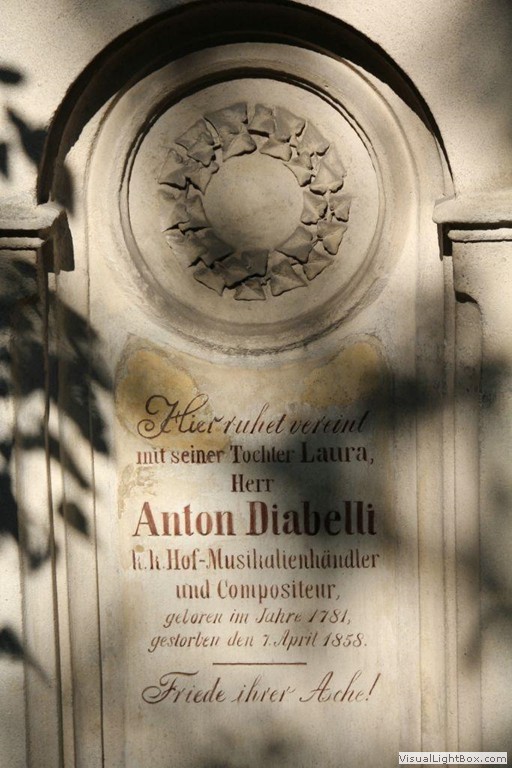 Hier ruhet vereint
mit seiner Tochter Laura,
Herr
Anton Diabelli
k.k. Hof-Musikalienhändler
und Compositeur,
geboren im Jahre 1781,
gestorben den 7. April 1858.
Friede ihrer Asche!
VisualLightBox.com